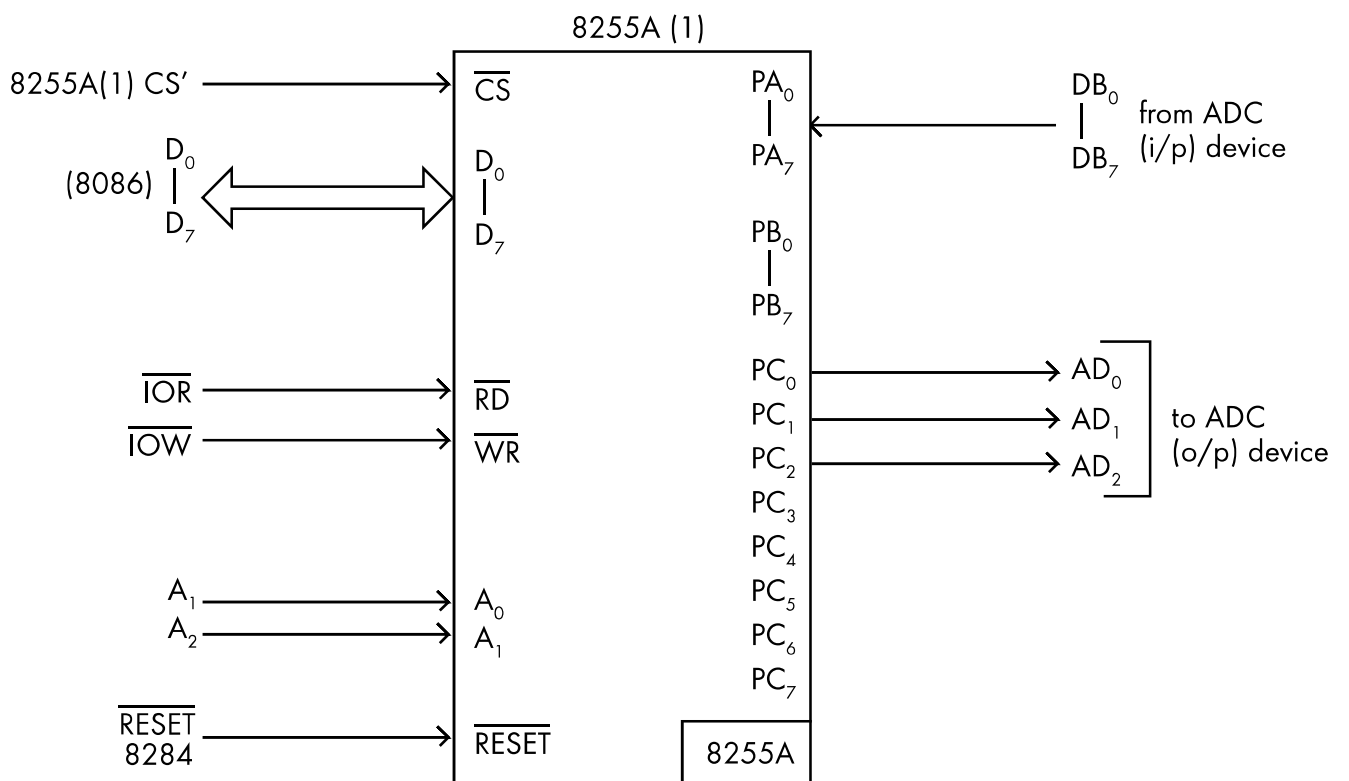 8255A (1)
8255A(1) CS′
CS
PA0
PA7
DB0
DB7
from ADC
(i/p) device
(8086)
D0
D7
D0
D7
PB0
PB7
IOR
RD
IOW
WR
PC0
PC1
PC2
PC3
PC4
PC5
PC6
PC7
AD0
AD1
AD2
to ADC
(o/p) device
A1
A0
A2
A1
RESET
8284
RESET
8255A